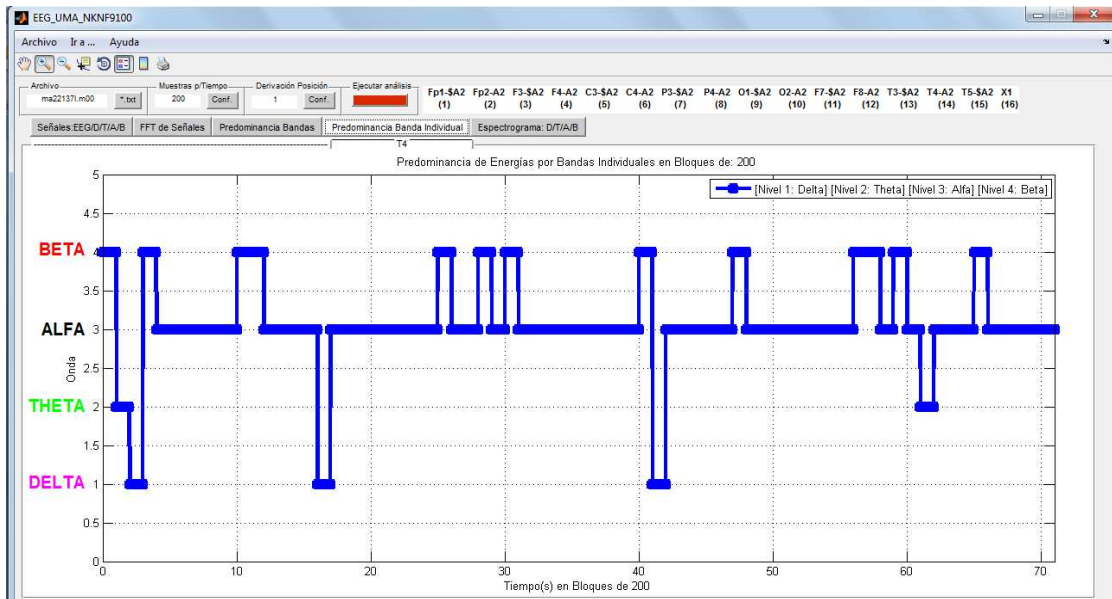 EEG_UMA_NKNF9100
Archivo Ir a ... Ayuda
Archivo Muestras p/Tiempo Derivación Posición Ejecutar análisis
ma22137l.m00 *.txt 200 Conf. 1 Conf.
Fp1-$A2 Fp2-A2 F3-$A2 F4-A2 C3-$A2 C4-A2 P3-$A2 P4-A2 O1-$A2 O2-A2 F7-$A2 F8-A2 T3-$A2 T4-A2 T5-$A2 X1
(1) (2) (3) (4) (5) (6) (7) (8) (9) (10) (11) (12) (13) (14) (15) (16)
Señales:EEG/D/T/A/B FFT de Señales Predominancia Bandas Predominancia Banda Individual Espectrograma: D/T/A/B
T4
Predominancia de Energías por Bandas Individuales en Bloques de: 200
[Nivel 1: Delta] [Nivel 2: Theta] [Nivel 3: Alfa] [Nivel 4: Beta]
5
4.5
BETA 4
3.5
ALFA 3
Onda
2.5
THETA 2
1.5
DELTA 1
0.5
0
0 10 20 30 40 50 60 70
Tiempo(s) en Bloques de 200